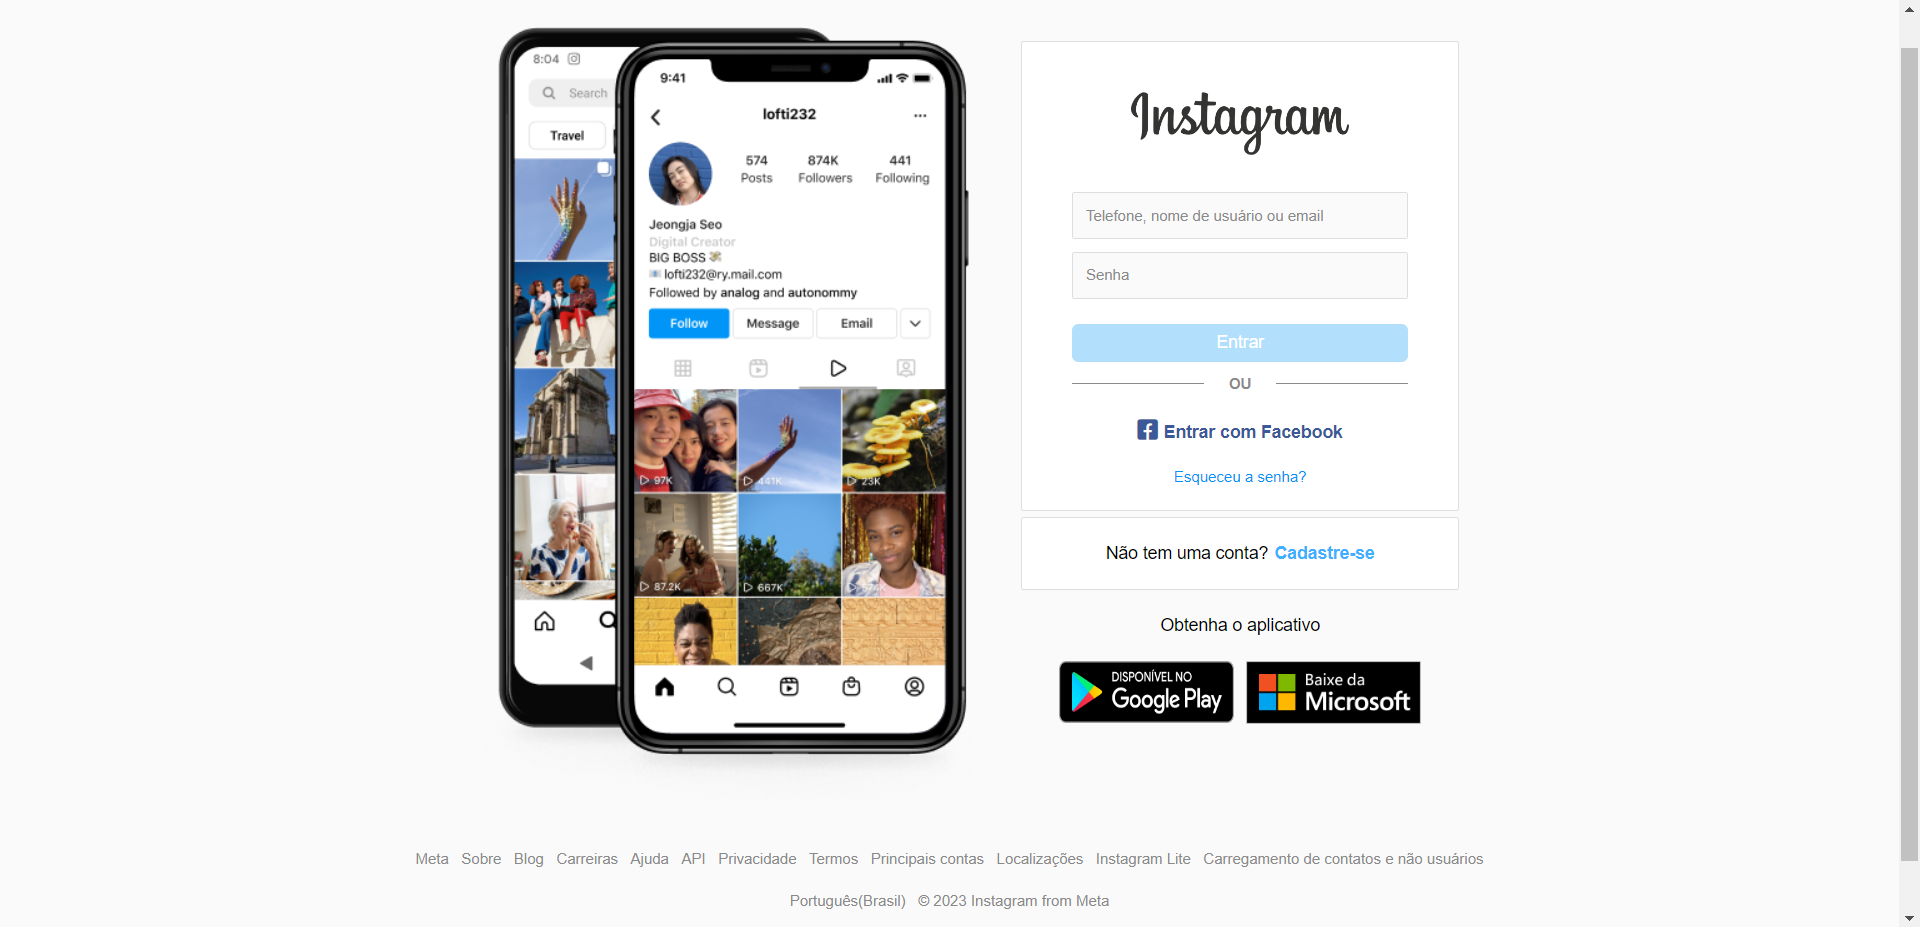 8:04
Search
Travel
9:41
lofti232
574 874K 441
Posts Followers Following
Jeongja Seo
Digital Creator
BIG BOSS
lofti232@ry.mail.com
Followed by analog and autonommy
Follow Message Email
97K 441K 23K
87.2K 667K
Instagram
Telefone, nome de usuário ou email
Senha
Entrar
OU
Entrar com Facebook
Esqueceu a senha?
Não tem uma conta? Cadastre-se
Obtenha o aplicativo
DISPONÍVEL NO
Google Play
Baixe da
Microsoft
Meta Sobre Blog Carreiras Ajuda API Privacidade Termos Principais contas Localizações Instagram Lite Carregamento de contatos e não usuários
Português(Brasil) © 2023 Instagram from Meta